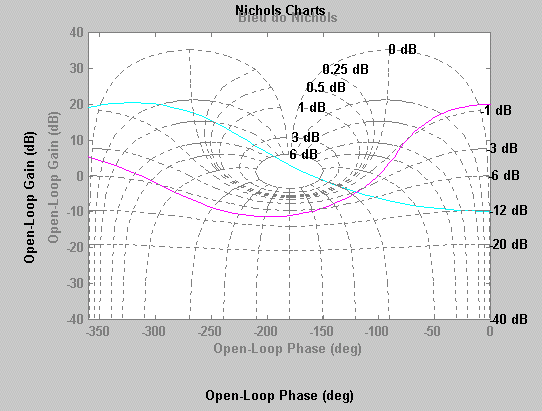 Nichols Charts
Bleu do Nichols
40
30
20
10
0
-10
-20
-30
-40
Open-Loop Gain (dB)
Open-Loop Gain (dB)
0 dB
0.25 dB
0.5 dB
1 dB
3 dB
6 dB
-1 dB
-3 dB
-6 dB
-12 dB
-20 dB
-40 dB
-350
-300
-250
-200
-150
-100
-50
0
Open-Loop Phase (deg)
Open-Loop Phase (deg)